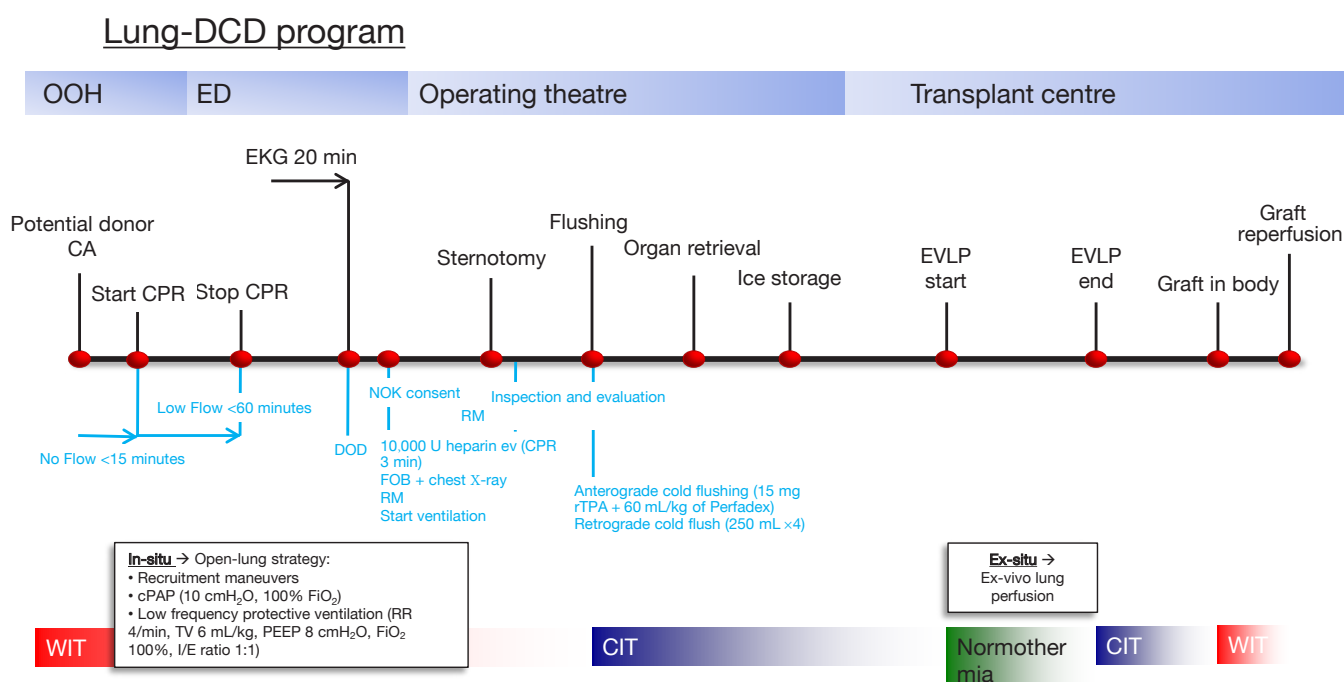 Lung-DCD program
OOH
ED
Operating theatre
Transplant centre
EKG 20 min
Potential donor
CA
Start CPR
Stop CPR
Sternotomy
Flushing
Organ retrieval
Ice storage
EVLP
start
EVLP
end
Graft in body
Graft
reperfusion
No Flow <15 minutes
Low Flow <60 minutes
DOD
NOK consent
10,000 U heparin ev (CPR
3 min)
FOB + chest X-ray
RM
Start ventilation
RM
Inspection and evaluation
Anterograde cold flushing (15 mg
rTPA + 60 mL/kg of Perfadex)
Retrograde cold flush (250 mL ×4)
In-situ → Open-lung strategy:
• Recruitment maneuvers
• cPAP (10 cmH₂O, 100% FiO₂)
• Low frequency protective ventilation (RR
4/min, TV 6 mL/kg, PEEP 8 cmH₂O, FiO₂
100%, I/E ratio 1:1)
Ex-situ →
Ex-vivo lung
perfusion
WIT
CIT
Normother
mia
CIT
WIT